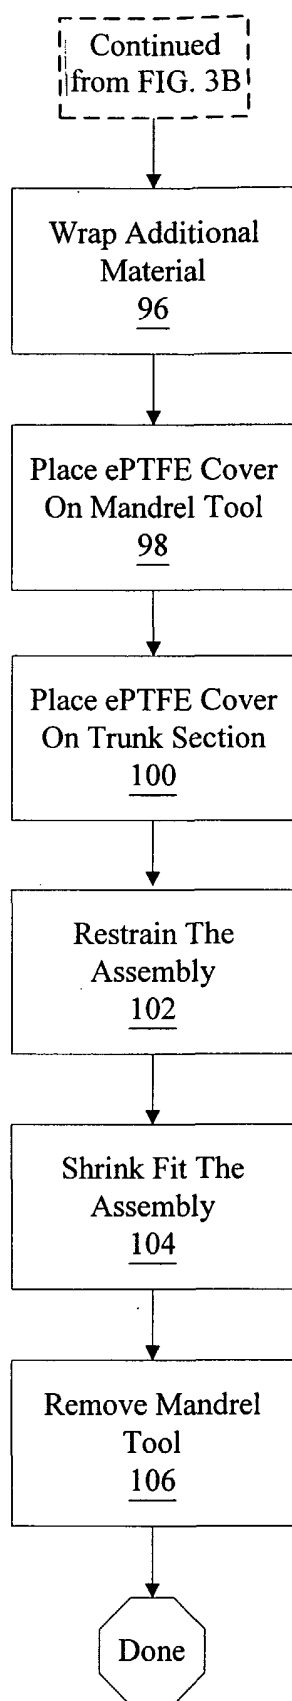 Continued
from FIG. 3B
Wrap Additional
Material
96
Place ePTFE Cover
On Mandrel Tool
98
Place ePTFE Cover
On Trunk Section
100
Restrain The
Assembly
102
Shrink Fit The
Assembly
104
Remove Mandrel
Tool
106
Done